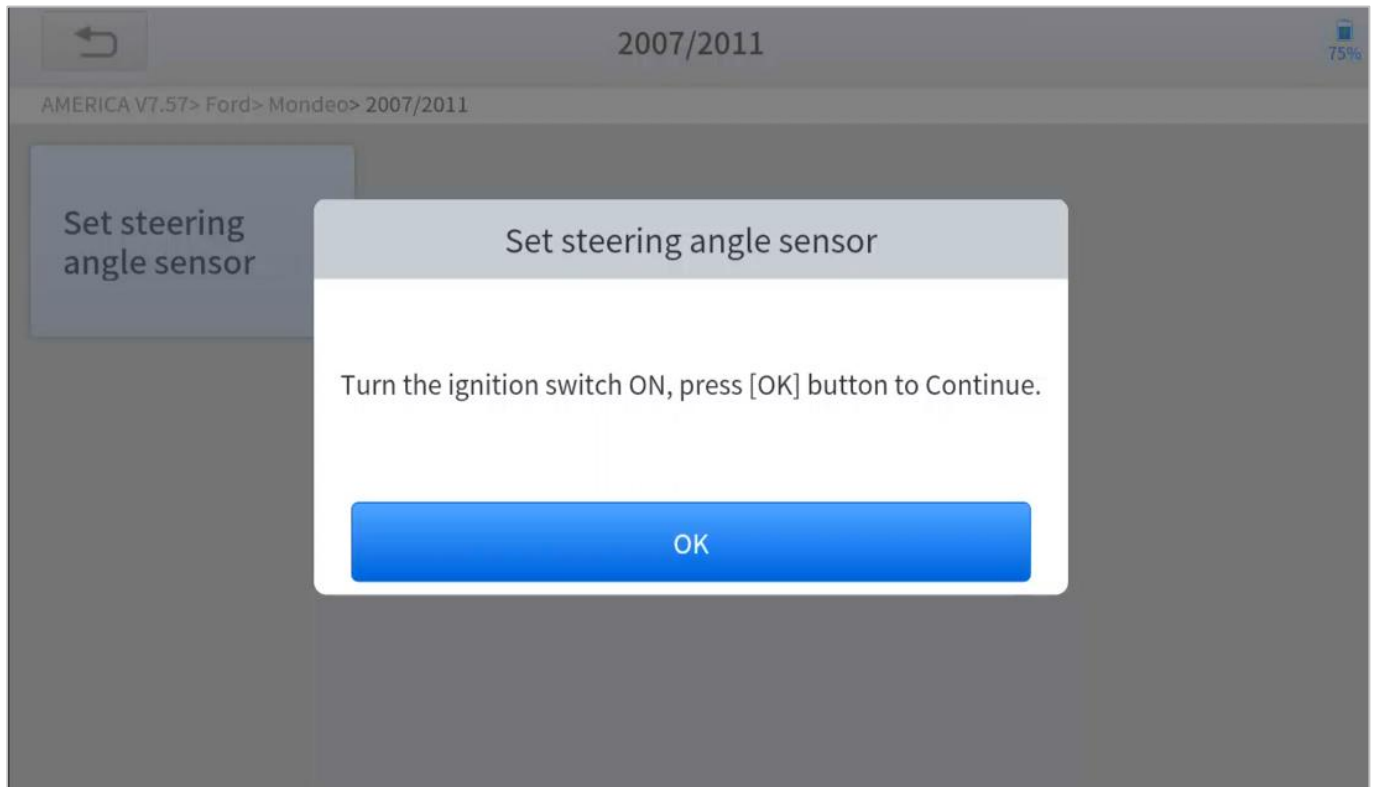 2007/2011
75%
AMERICA V7.57> Ford> Mondeo> 2007/2011
Set steering
angle sensor
Set steering angle sensor
Turn the ignition switch ON, press [OK] button to Continue.
OK